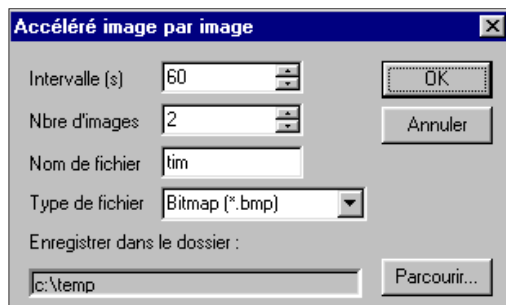 Accéléré image par image
Intervalle (s) 60 OK
Nbre d'images 2 Annuler
Nom de fichier tim
Type de fichier Bitmap (*.bmp)
Enregistrer dans le dossier :
c:\temp Parcourir...